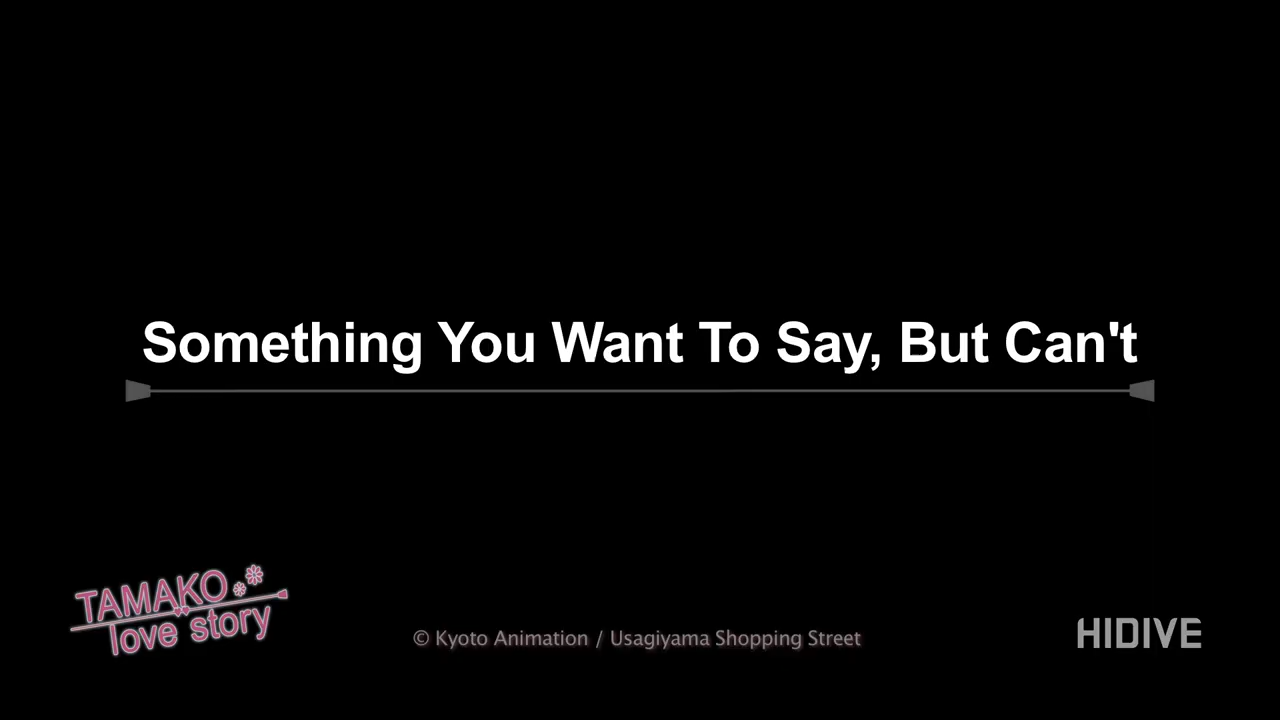 Something You Want To Say, But Can't
TAMAKO
love story
© Kyoto Animation / Usagiyama Shopping Street
HIDIVE